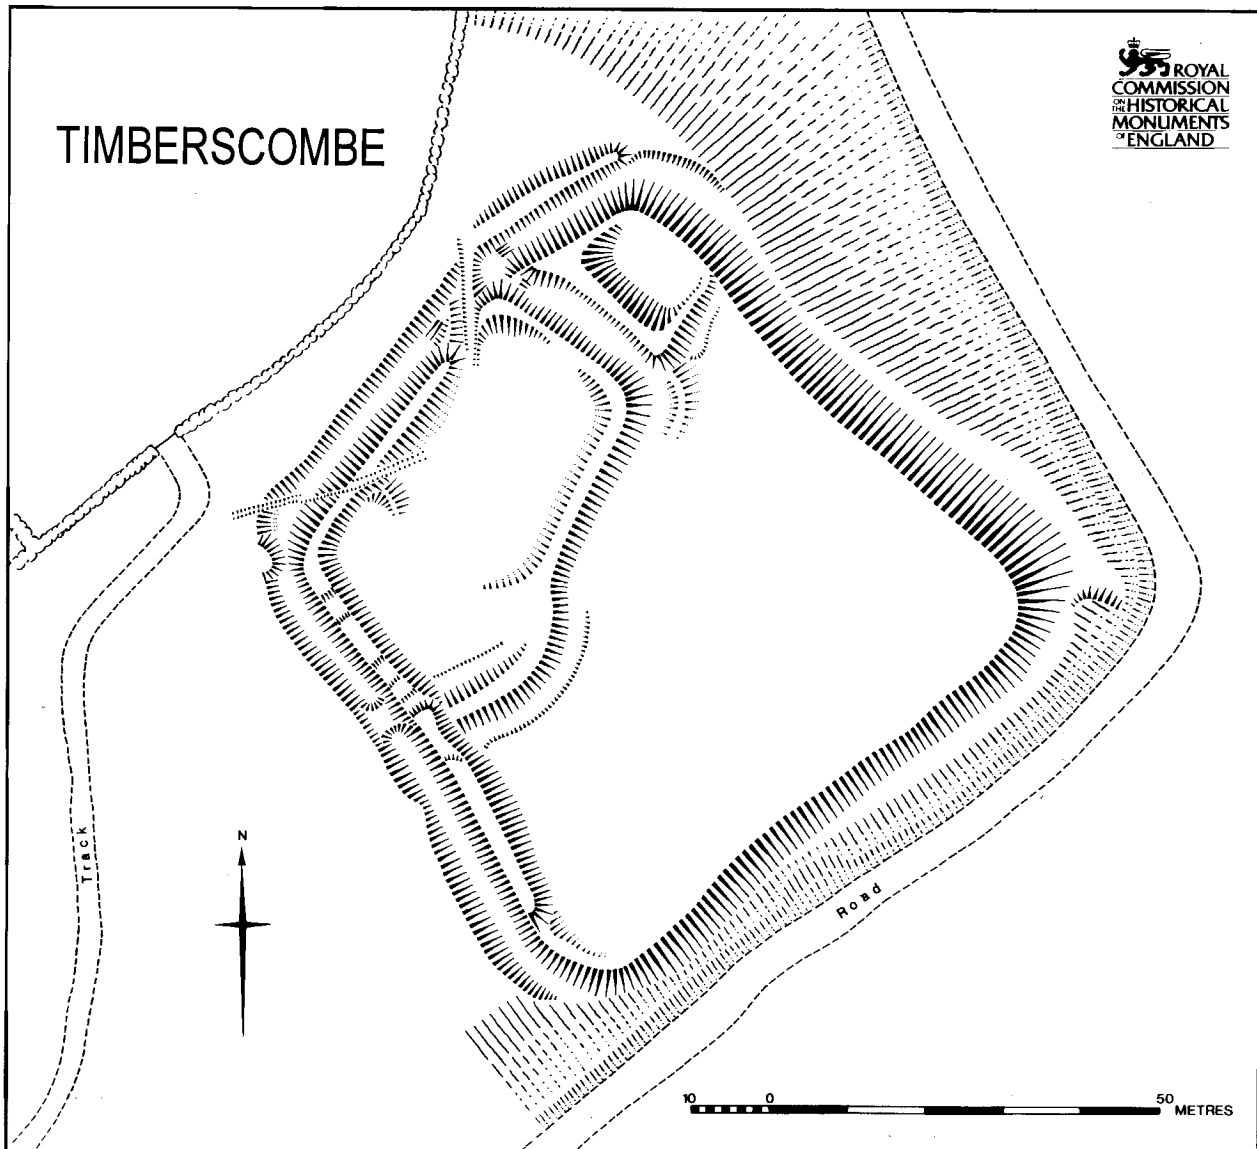 TIMBERSCOMBE
ROYAL
COMMISSION
ON THE HISTORICAL
MONUMENTS
OF ENGLAND
N
Track
Road
10 0 50 METRES